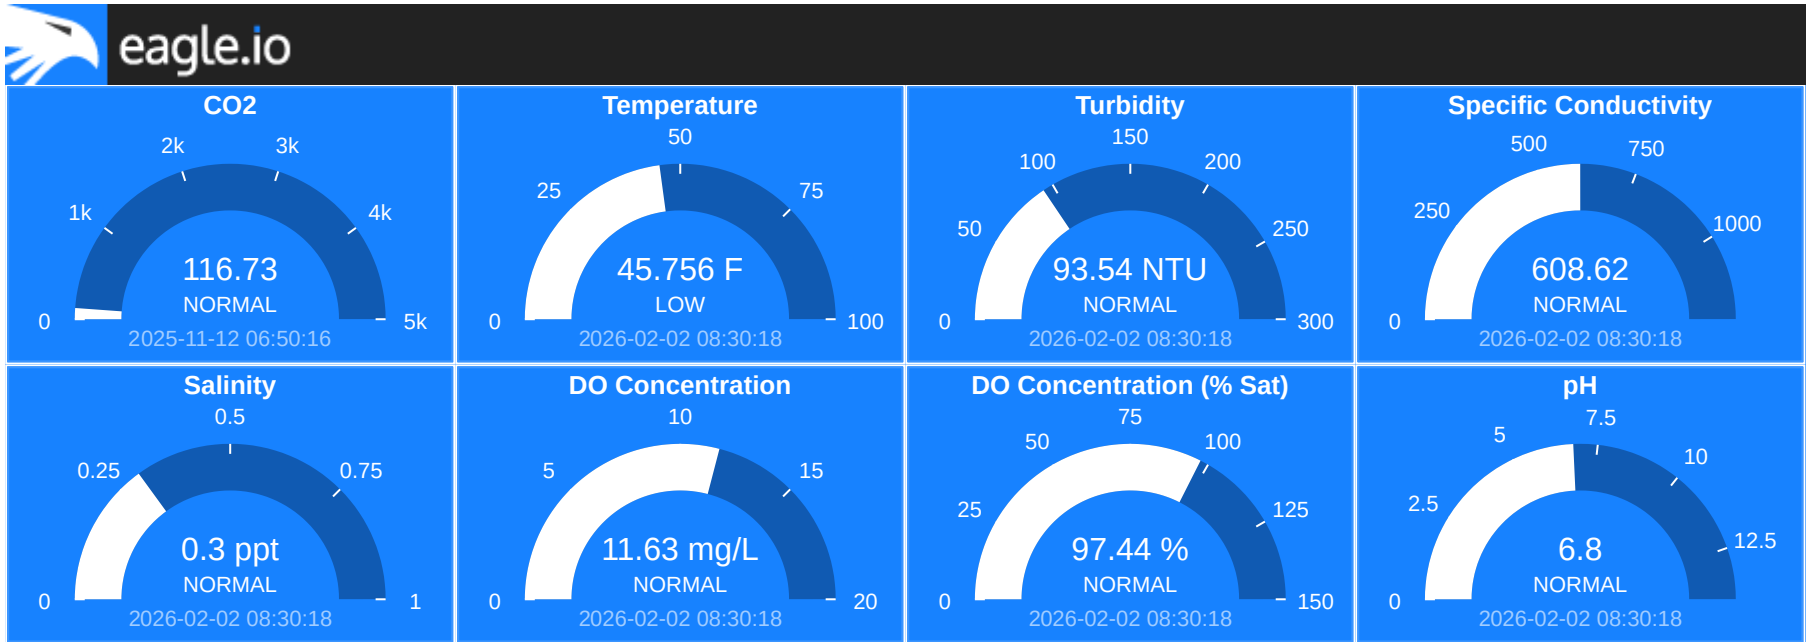 eagle.io
CO2
0
1k
2k
3k
4k
5k
116.73
NORMAL
2025-11-12 06:50:16
Temperature
0
25
50
75
100
45.756 F
LOW
2026-02-02 08:30:18
Turbidity
0
50
100
150
200
250
300
93.54 NTU
NORMAL
2026-02-02 08:30:18
Specific Conductivity
0
250
500
750
1000
608.62
NORMAL
2026-02-02 08:30:18
Salinity
0
0.25
0.5
0.75
1
0.3 ppt
NORMAL
2026-02-02 08:30:18
DO Concentration
0
5
10
15
20
11.63 mg/L
NORMAL
2026-02-02 08:30:18
DO Concentration (% Sat)
0
25
50
75
100
125
150
97.44 %
NORMAL
2026-02-02 08:30:18
pH
0
2.5
5
7.5
10
12.5
6.8
NORMAL
2026-02-02 08:30:18